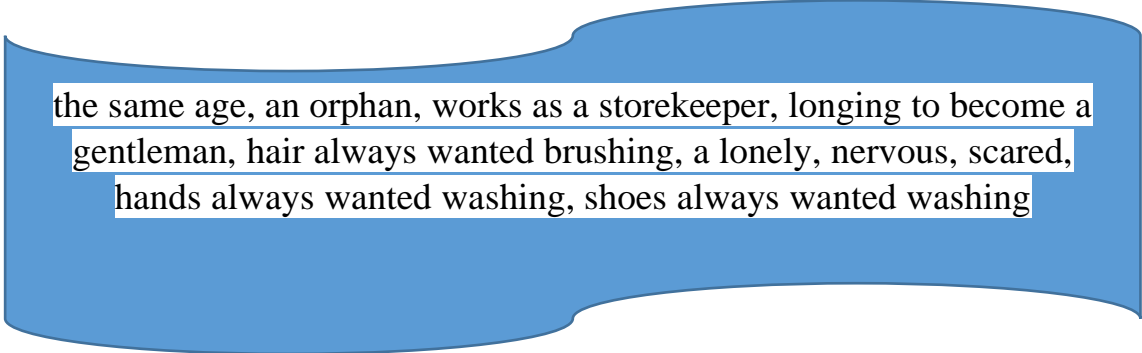 the same age, an orphan, works as a storekeeper, longing to become a
gentleman, hair always wanted brushing, a lonely, nervous, scared,
hands always wanted washing, shoes always wanted washing